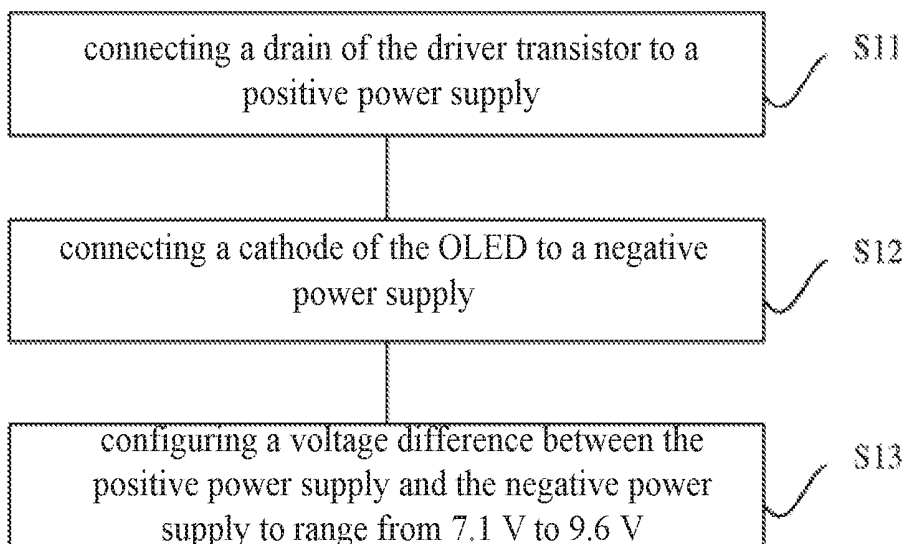 connecting a drain of the driver transistor to a
positive power supply
S11
connecting a cathode of the OLED to a negative
power supply
S12
configuring a voltage difference between the
positive power supply and the negative power
supply to range from 7.1 V to 9.6 V
S13